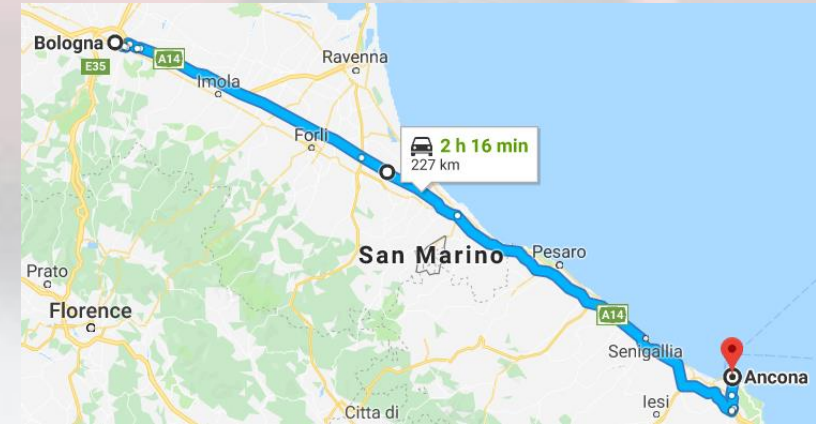 Bologna
E35
A14
Ravenna
Imola
Forlì
2 h 16 min
227 km
San Marino
Pesaro
Prato
Florence
A14
Senigallia
Ancona
Iesi
Citta di